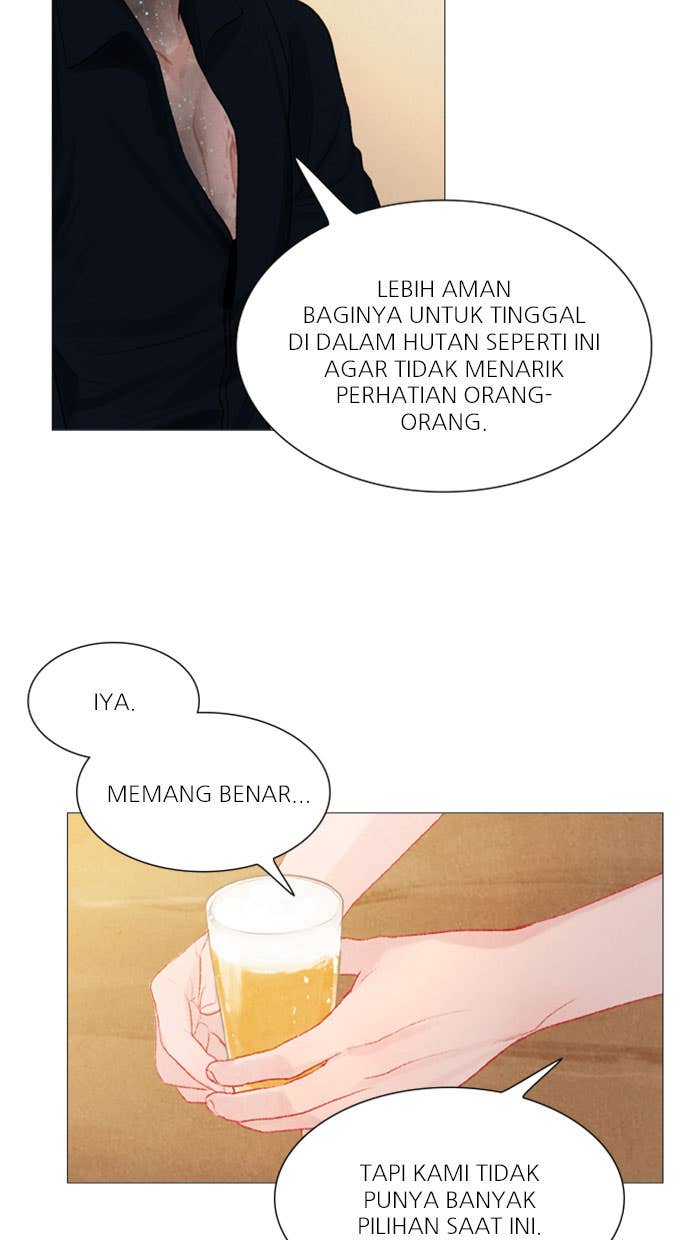 LEBIH AMAN
BAGINYA UNTUK TINGGAL
DI DALAM HUTAN SEPERTI INI
AGAR TIDAK MENARIK
PERHATIAN ORANG-
ORANG.
IYA.
MEMANG BENAR...
TAPI KAMI TIDAK
PUNYA BANYAK
PILIHAN SAAT INI.